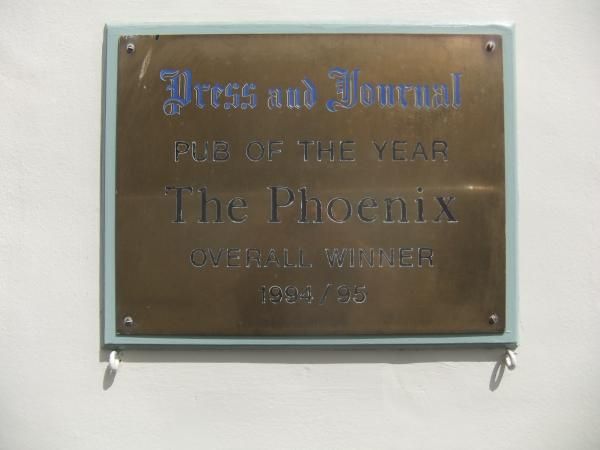 Press and Journal
PUB OF THE YEAR
The Phoenix
OVERALL WINNER
1994/95